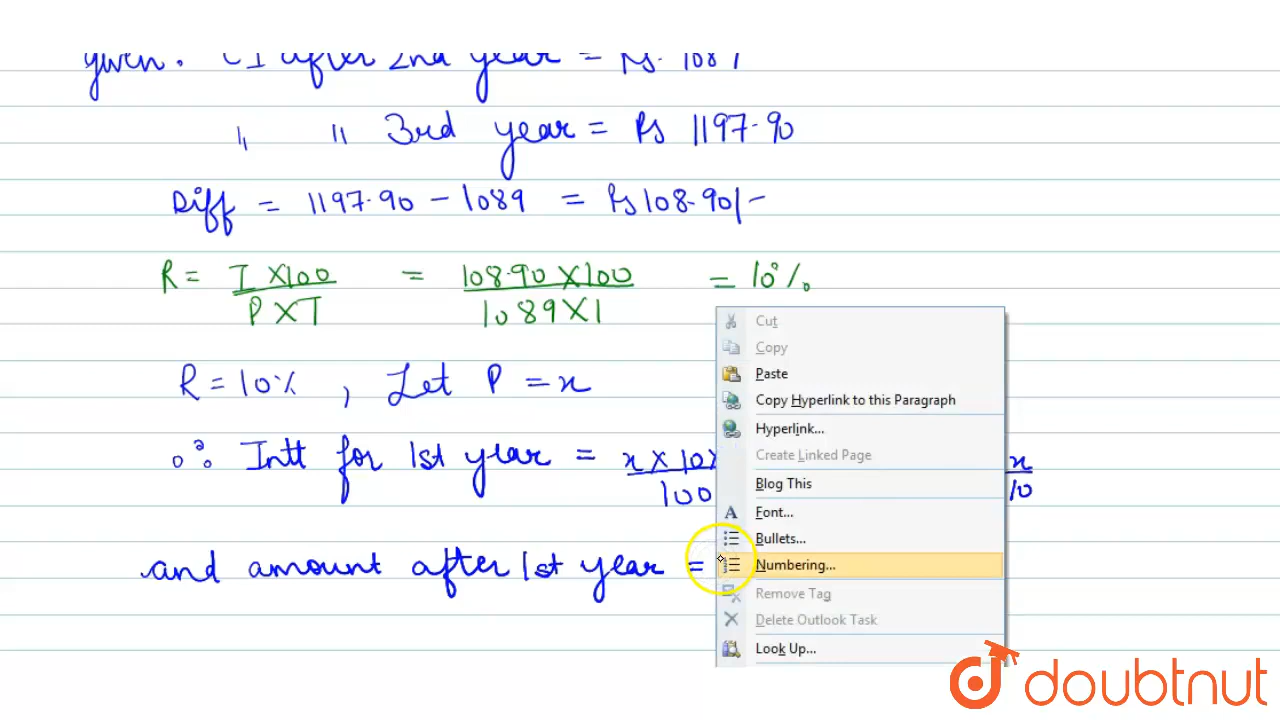 given. CI after 2nd year = Rs. 1089
" " 3rd year = Rs 1197.90
Diff = 1197.90 - 1089 = Rs 108.90/-
R = I × 100 / P × T = 108.90 × 100 / 1089 × 1 = 10%
R = 10% , Let P = x
∴ Intt for 1st year = x × 10 × / 100 x / 10
and amount after 1st year =
Cut
Copy
Paste
Copy Hyperlink to this Paragraph
Hyperlink...
Create Linked Page
Blog This
Font...
Bullets...
Numbering...
Remove Tag
Delete Outlook Task
Look Up...
doubtnut